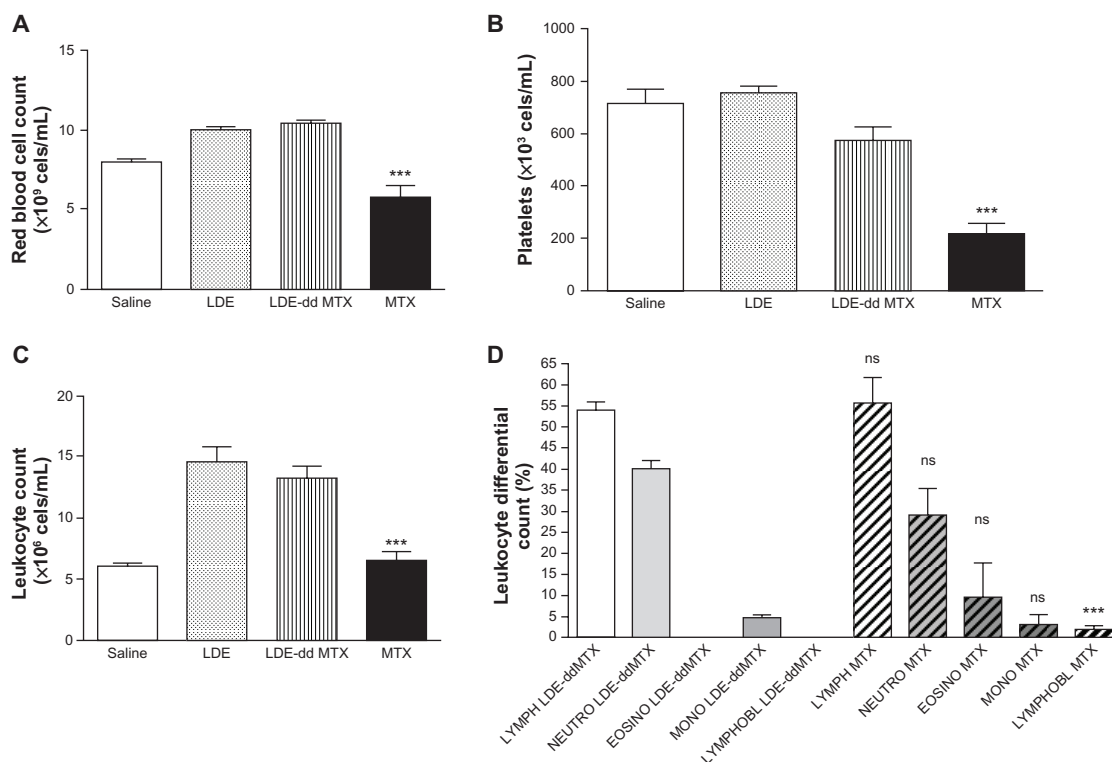 A
Red blood cell count
(×10⁹ cels/mL)
15
10
5
0
***
Saline LDE LDE-dd MTX MTX
B
Platelets (×10³ cels/mL)
1000
800
600
400
200
0
***
Saline LDE LDE-dd MTX MTX
C
Leukocyte count
(×10⁶ cels/mL)
20
15
10
5
0
***
Saline LDE LDE-dd MTX MTX
D
Leukocyte differential
count (%)
65
60
55
50
45
40
35
30
25
20
15
10
5
0
ns
ns
ns
ns
***
LYMPH LDE-ddMTX
NEUTRO LDE-ddMTX
EOSINO LDE-ddMTX
MONO LDE-ddMTX
LYMPHOBL LDE-ddMTX
LYMPH MTX
NEUTRO MTX
EOSINO MTX
MONO MTX
LYMPHOBL MTX